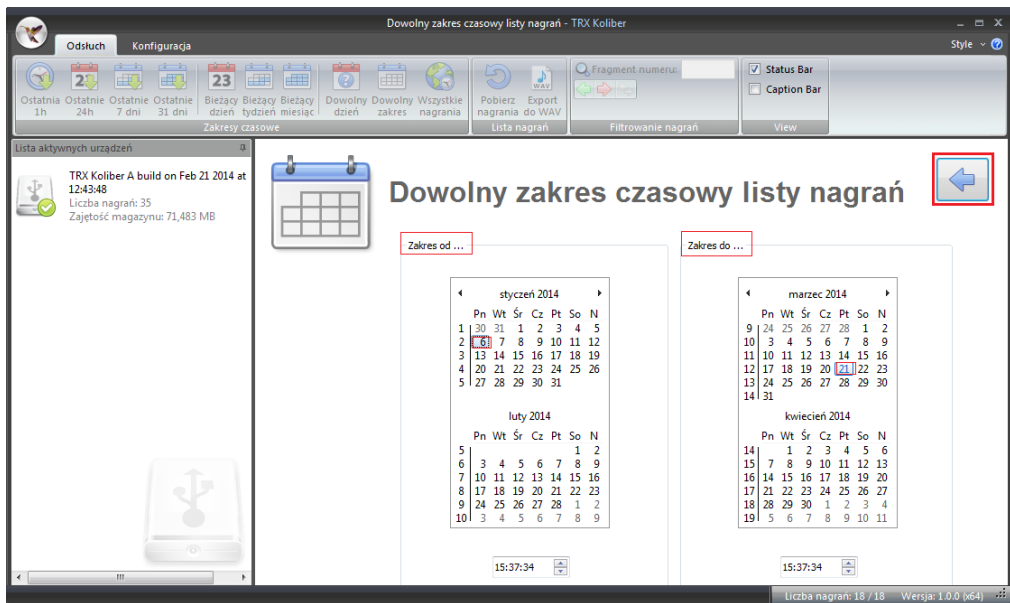 Dowolny zakres czasowy listy nagrań - TRX Koliber
Odsłuch Konfiguracja Style
Ostatnia 1h
Ostatnie 24h
Ostatnie 7 dni
Ostatnie 31 dni
23
Bieżący dzień
Bieżący tydzień
Bieżący miesiąc
Dowolny dzień
Dowolny zakres
Wszystkie nagrania
Zakresy czasowe
WAV
Pobierz nagrania
Export do WAV
Lista nagrań
Fragment numeru:
Filtrowanie nagrań
Status Bar
Caption Bar
View
Lista aktywnych urządzeń
TRX Koliber A build on Feb 21 2014 at
12:43:48
Liczba nagrań: 35
Zajętość magazynu: 71,483 MB
Dowolny zakres czasowy listy nagrań
Zakres od ...
styczeń 2014
Pn Wt Śr Cz Pt So N
1 30 31 1 2 3 4 5
2 6 7 8 9 10 11 12
3 13 14 15 16 17 18 19
4 20 21 22 23 24 25 26
5 27 28 29 30 31
luty 2014
Pn Wt Śr Cz Pt So N
5 1 2
6 3 4 5 6 7 8 9
7 10 11 12 13 14 15 16
8 17 18 19 20 21 22 23
9 24 25 26 27 28 1 2
10 3 4 5 6 7 8 9
15:37:34
Zakres do ...
marzec 2014
Pn Wt Śr Cz Pt So N
9 24 25 26 27 28 1 2
10 3 4 5 6 7 8 9
11 10 11 12 13 14 15 16
12 17 18 19 20 21 22 23
13 24 25 26 27 28 29 30
14 31
kwiecień 2014
Pn Wt Śr Cz Pt So N
14 1 2 3 4 5 6
15 7 8 9 10 11 12 13
16 14 15 16 17 18 19 20
17 21 22 23 24 25 26 27
18 28 29 30 1 2 3 4
19 5 6 7 8 9 10 11
15:37:34
Liczba nagrań: 18 / 18 Wersja: 1.0.0 (x64)